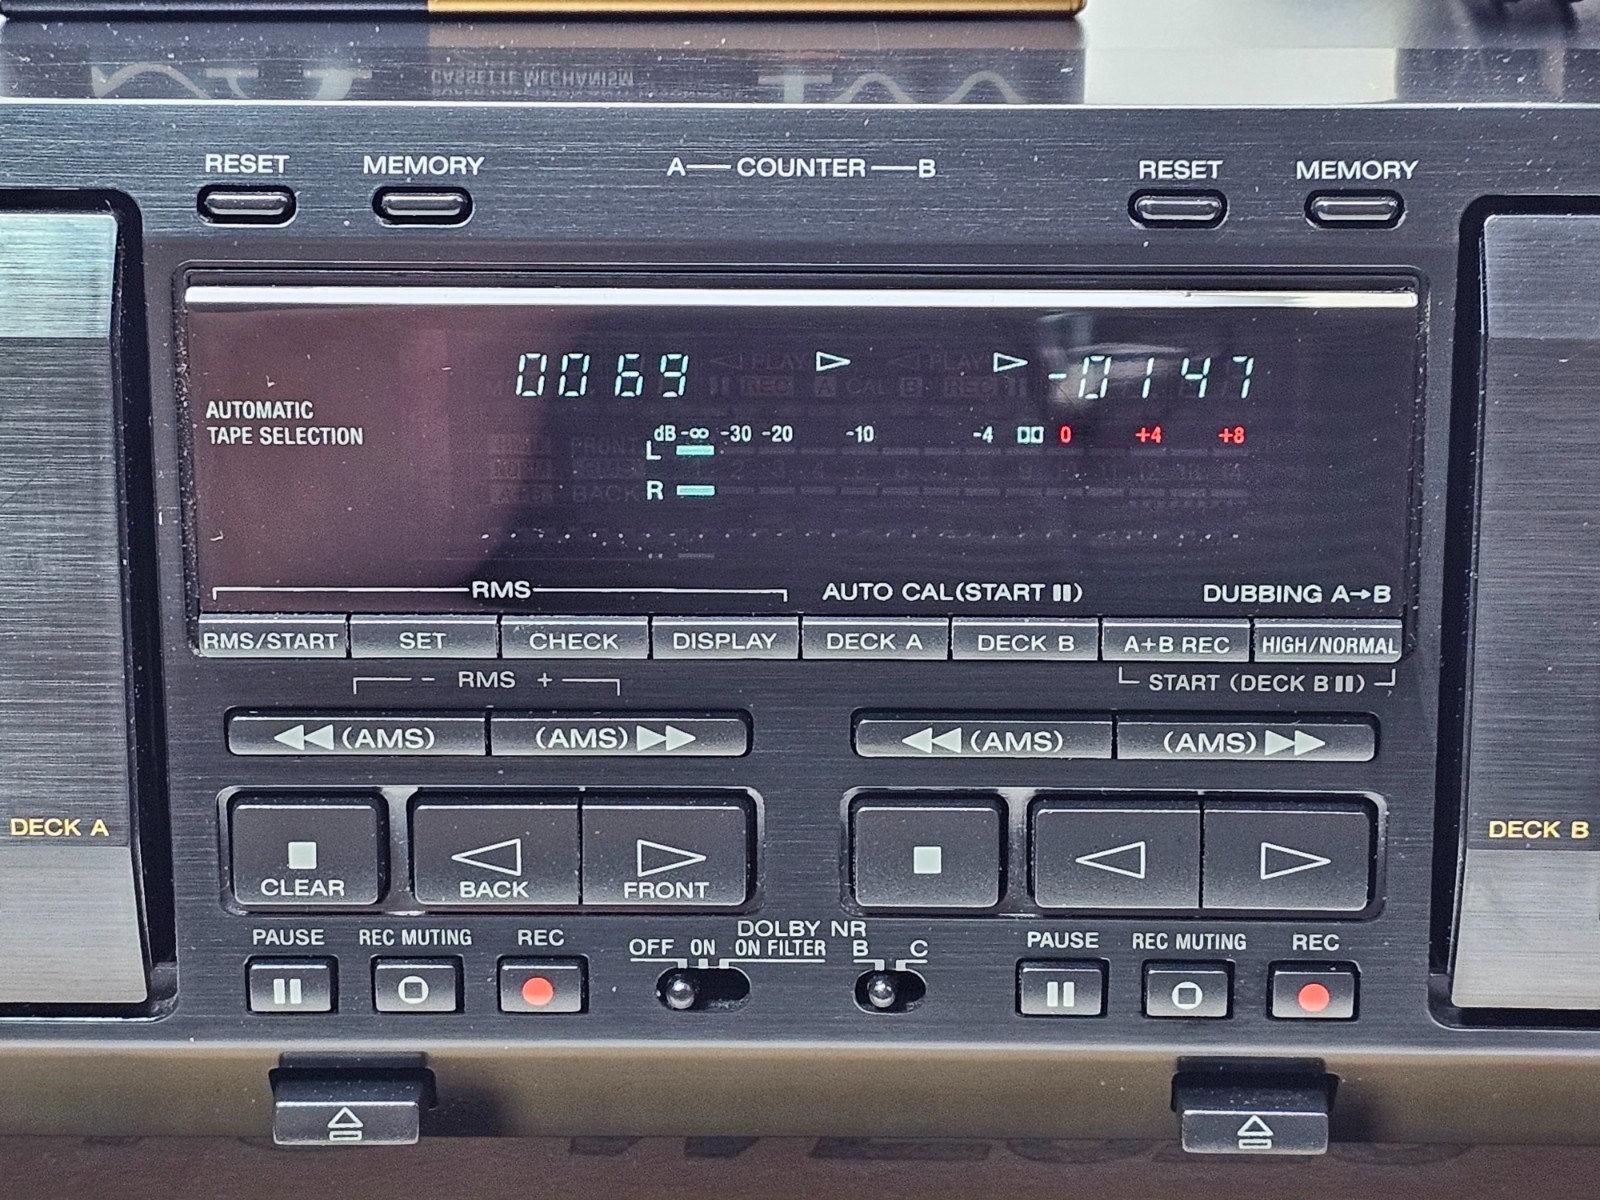 CASSETTE MECHANISM
RESET MEMORY A—COUNTER—B RESET MEMORY
0069 ▷ ▷ -0147
AUTOMATIC
TAPE SELECTION
dB -∞ -30 -20 -10 -4 0 +4 +8
L
R
RMS AUTO CAL(START ❚❚) DUBBING A→B
RMS/START SET CHECK DISPLAY DECK A DECK B A+B REC HIGH/NORMAL
- RMS + START (DECK B ❚❚)
◀◀(AMS) (AMS)▶▶ ◀◀(AMS) (AMS)▶▶
DECK A DECK B
CLEAR BACK FRONT
DOLBY NR
PAUSE REC MUTING REC OFF ON ON FILTER B C PAUSE REC MUTING REC